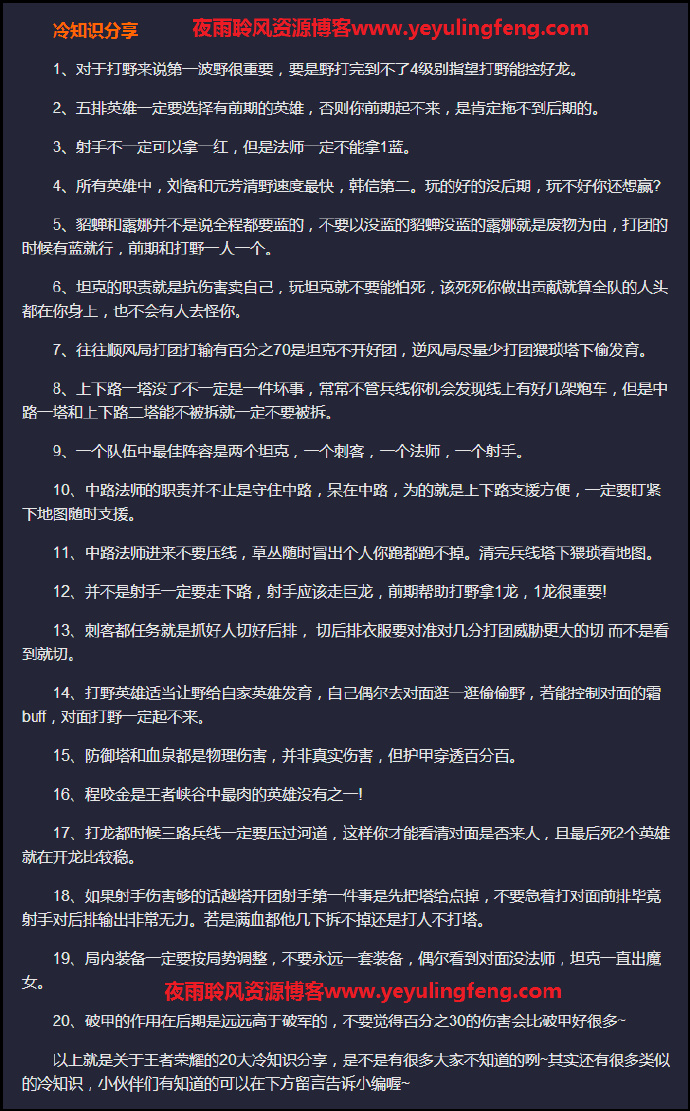 冷知识分享
夜雨聆风资源博客www.yeyulingfeng.com
1、对于打野来说第一波野很重要，要是野打完到不了4级别指望打野能控好龙。
2、五排英雄一定要选择有前期的英雄，否则你前期起不来，是肯定拖不到后期的。
3、射手不一定可以拿一红，但是法师一定不能拿1蓝。
4、所有英雄中，刘备和元芳清野速度最快，韩信第二。玩的好的没后期，玩不好你还想赢?
5、貂蝉和露娜并不是说全程都要蓝的，不要以没蓝的貂蝉没蓝的露娜就是废物为由，打团的
时候有蓝就行，前期和打野一人一个。
6、坦克的职责就是抗伤害卖自己，玩坦克就不要能怕死，该死死你做出贡献就算全队的人头
都在你身上，也不会有人去怪你。
7、往往顺风局打团打输有百分之70是坦克不开好团，逆风局尽量少打团猥琐塔下偷发育。
8、上下路一塔没了不一定是一件坏事，常常不管兵线你机会发现线上有好几架炮车，但是中
路一塔和上下路二塔能不被拆就一定不要被拆。
9、一个队伍中最佳阵容是两个坦克，一个刺客，一个法师，一个射手。
10、中路法师的职责并不止是守住中路，呆在中路，为的就是上下路支援方便，一定要盯紧
下地图随时支援。
11、中路法师进来不要压线，草丛随时冒出个人你跑都跑不掉。清完兵线塔下猥琐看地图。
12、并不是射手一定要走下路，射手应该走巨龙，前期帮助打野拿1龙，1龙很重要!
13、刺客都任务就是抓好人切好后排， 切后排衣服要对准对几分打团威胁更大的切 而不是看
到就切。
14、打野英雄适当让野给自家英雄发育，自己偶尔去对面逛一逛偷偷野，若能控制对面的霜
buff，对面打野一定起不来。
15、防御塔和血泉都是物理伤害，并非真实伤害，但护甲穿透百分百。
16、程咬金是王者峡谷中最肉的英雄没有之一!
17、打龙都时候三路兵线一定要压过河道，这样你才能看清对面是否来人，且最后死2个英雄
就在开龙比较稳。
18、如果射手伤害够的话越塔开团射手第一件事是先把塔给点掉，不要急着打对面前排毕竟
射手对后排输出非常无力。若是满血都他几下拆不掉还是打人不打塔。
19、局内装备一定要按局势调整，不要永远一套装备，偶尔看到对面没法师，坦克一直出魔
女。
夜雨聆风资源博客www.yeyulingfeng.com
20、破甲的作用在后期是远远高于破军的，不要觉得百分之30的伤害会比破甲好很多~
以上就是关于王者荣耀的20大冷知识分享，是不是有很多大家不知道的咧~其实还有很多类似
的冷知识，小伙伴们有知道的可以在下方留言告诉小编喔~